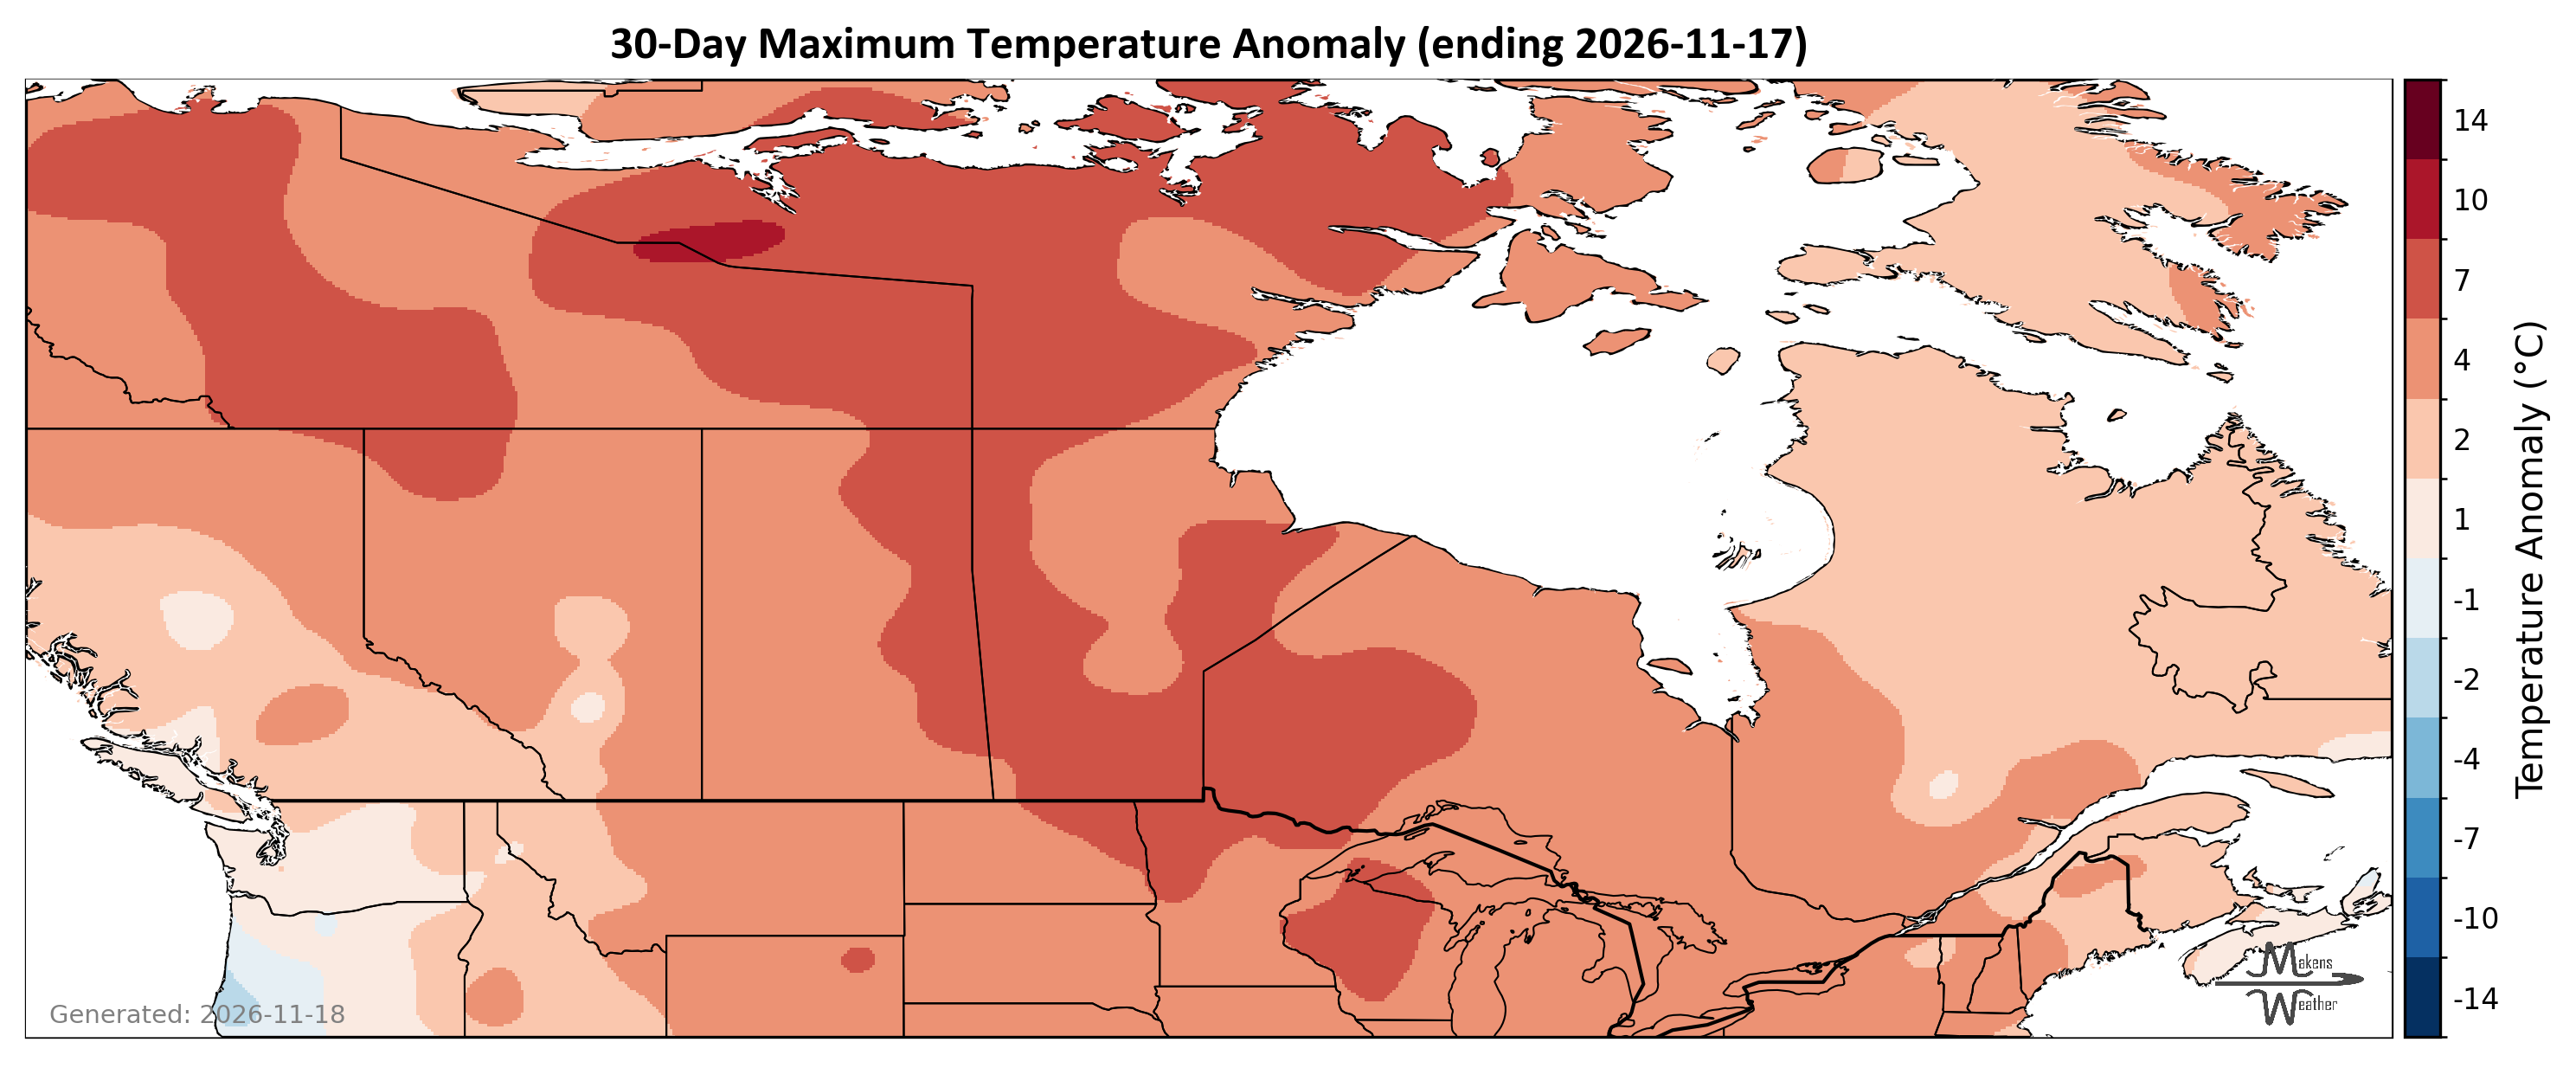 30-Day Maximum Temperature Anomaly (ending 2026-11-17)
14
10
7
4
2
1
-1
-2
-4
-7
-10
-14
Temperature Anomaly (°C)
Generated: 2026-11-18
Makens
Weather